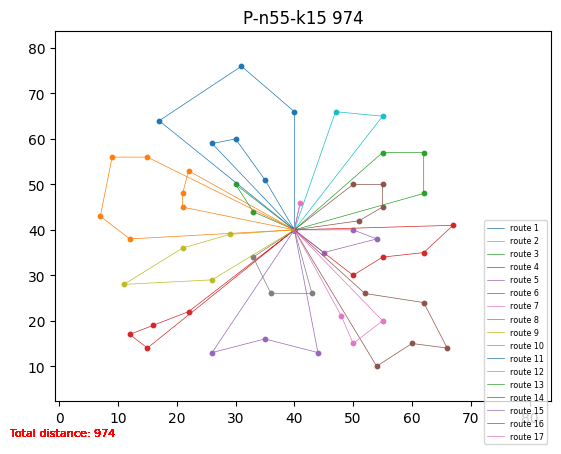 P-n55-k15 974
80
70
60
50
40
30
20
10
0 10 20 30 40 50 60 70 80
route 1
route 2
route 3
route 4
route 5
route 6
route 7
route 8
route 9
route 10
route 11
route 12
route 13
route 14
route 15
route 16
route 17
Total distance: 974